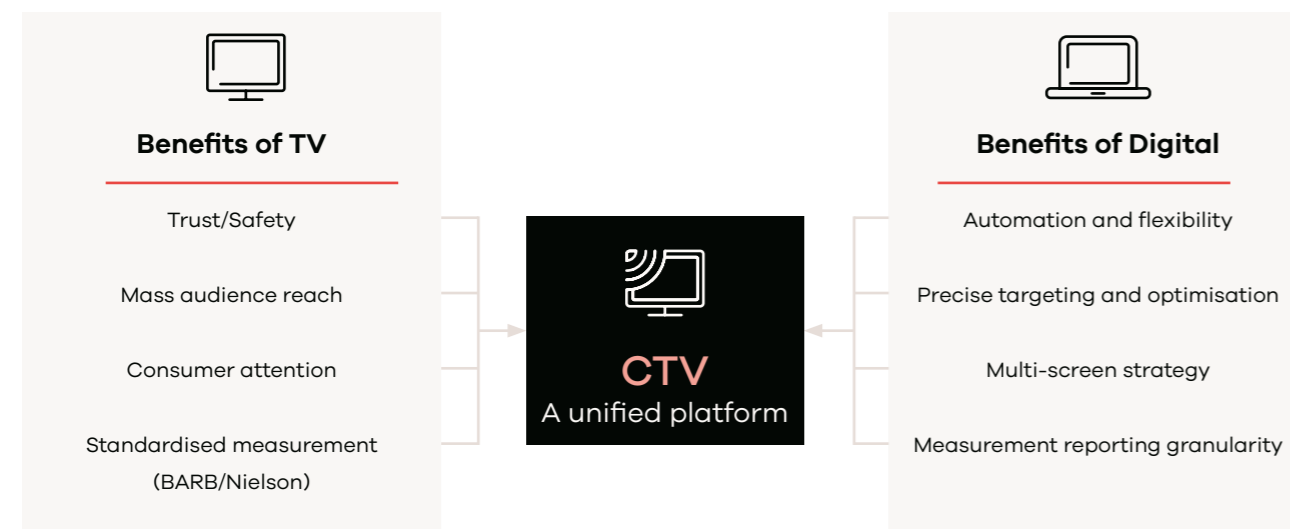 Benefits of TV
Trust/Safety
Mass audience reach
Consumer attention
Standardised measurement
(BARB/Nielson)
CTV
A unified platform
Benefits of Digital
Automation and flexibility
Precise targeting and optimisation
Multi-screen strategy
Measurement reporting granularity